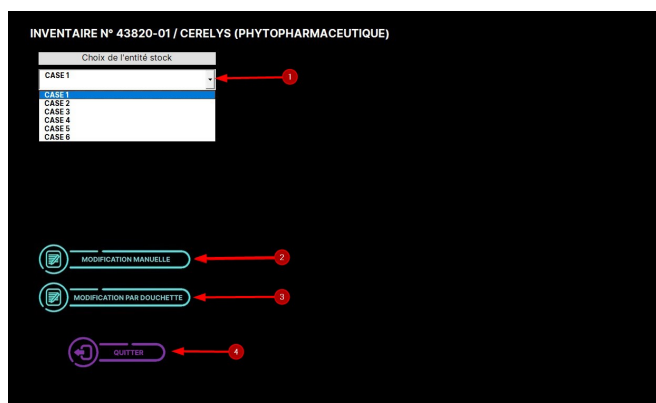 INVENTAIRE N° 43820-01 / CERELYS (PHYTOPHARMACEUTIQUE)
Choix de l'entité stock
CASE 1
1
CASE 1
CASE 2
CASE 3
CASE 4
CASE 5
CASE 6
MODIFICATION MANUELLE
2
MODIFICATION PAR DOUCHETTE
3
QUITTER
4